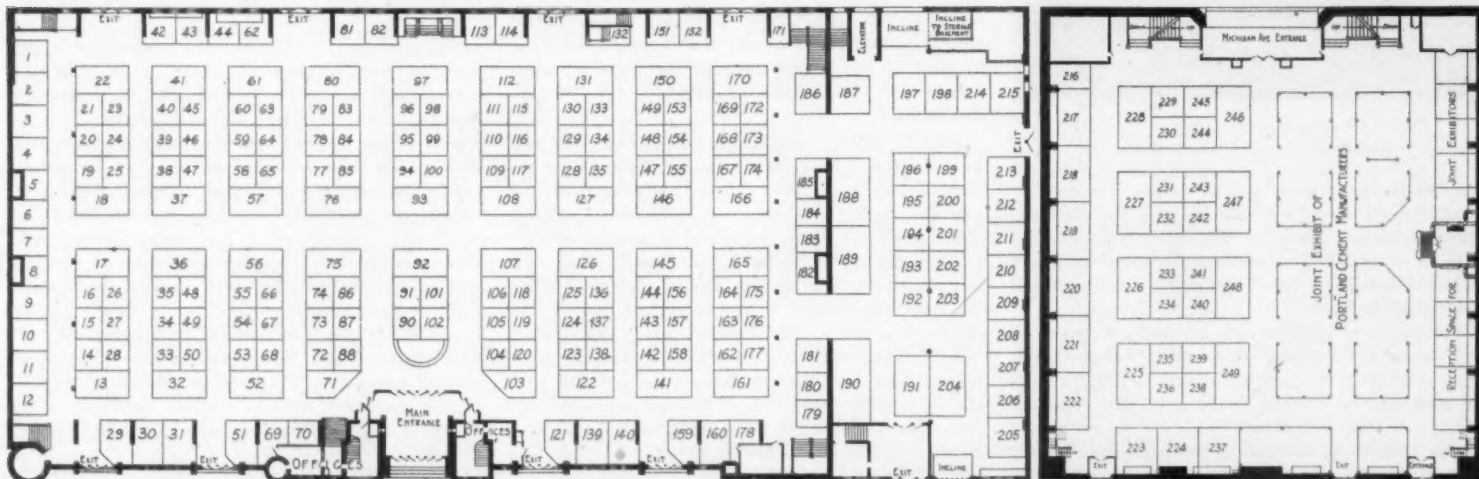 EXIT EXIT EXIT EXIT
42 43 44 62 81 82 113 114 132 151 152 171
ELEVATOR INCLINE INCLINE TO STORAGE BASEMENT
1 22 41 61 80 97 112 131 150 170
2 186 187 197 198 214 215
21 23 40 45 60 63 79 83 96 98 111 115 130 133 149 153 169 172
3
20 24 39 46 59 64 78 84 95 99 110 116 129 134 148 154 168 173
4 EXIT
19 25 38 47 58 65 77 85 94 100 109 117 128 135 147 155 167 174
5 185 188 196 199 213
18 37 57 76 93 108 127 146 166
6 184 195 200 212
7 183 194 201 211
17 36 56 75 92 107 126 145 165
8 182 189 193 202 210
16 26 35 48 55 66 74 86 91 101 106 118 125 136 144 156 164 175
9 192 203 209
15 27 34 49 54 67 73 87 90 102 105 119 124 137 143 157 163 176
10 208
14 28 33 50 53 68 72 88 104 120 123 138 142 158 162 177
11 181 190 191 204 207
13 32 52 71 103 122 141 161
12 180 206
MAIN ENTRANCE
179
29 30 31 51 69 70 OFFICES 121 139 140 159 160 178 205
EXIT EXIT OFFICES EXIT EXIT EXIT INCLINE
DOWN UP MICHIGAN AVE ENTRANCE UP
216
217 228 229 245 246
230 244
218 227 231 243 247
232 242
219
220 226 233 241 248
234 240
221 225 235 239 249
236 238
222
223 224 237
EXIT EXIT ENTRANCE
JOINT EXHIBIT OF
PORTLAND CEMENT MANUFACTURERS
RECEPTION SPACE FOR JOINT EXHIBITORS